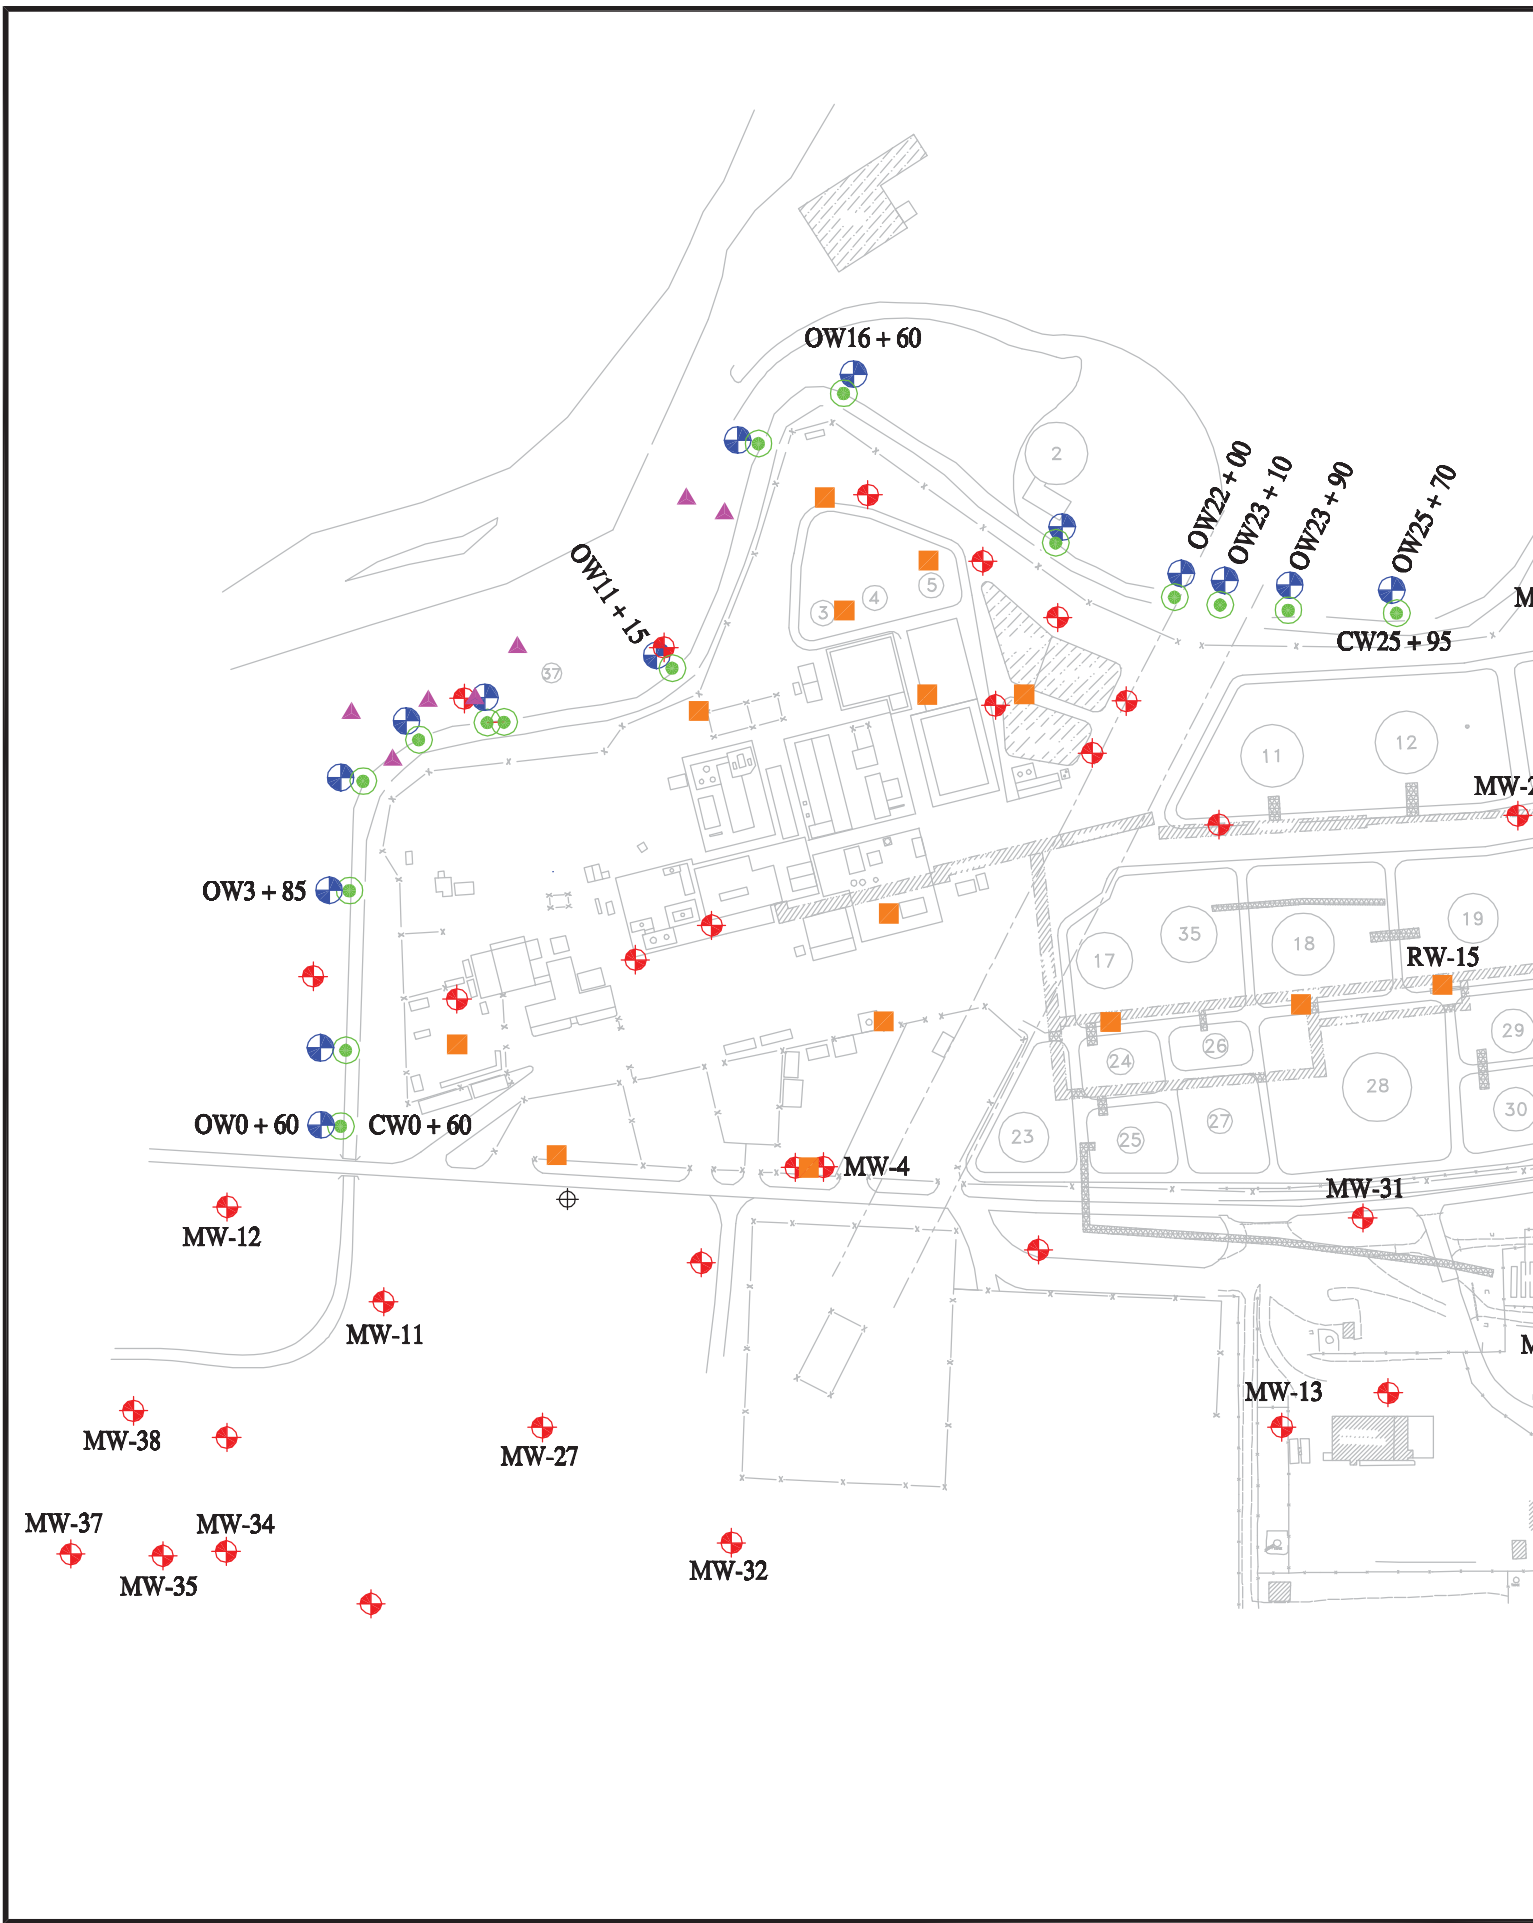 OW16 + 60
2
OW22 + 00
OW23 + 10
OW23 + 90
OW25 + 70
OW11 + 15
5
4
3
M
CW25 + 95
37
11
12
MW-2
OW3 + 85
19
35
18
17
RW-15
29
26
24
28
30
27
25
23
OW0 + 60
CW0 + 60
MW-4
MW-31
MW-12
MW-11
M
MW-13
MW-38
MW-27
MW-37
MW-34
MW-32
MW-35